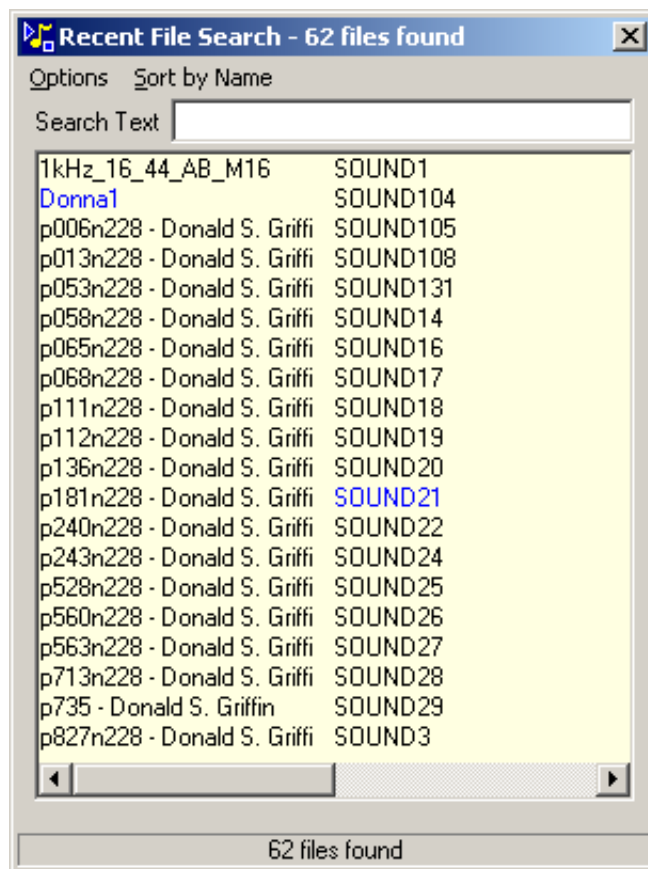 Recent File Search - 62 files found
Options Sort by Name
Search Text
1kHz_16_44_AB_M16 SOUND1
Donna1 SOUND104
p006n228 - Donald S. Griffi SOUND105
p013n228 - Donald S. Griffi SOUND108
p053n228 - Donald S. Griffi SOUND131
p058n228 - Donald S. Griffi SOUND14
p065n228 - Donald S. Griffi SOUND16
p068n228 - Donald S. Griffi SOUND17
p111n228 - Donald S. Griffi SOUND18
p112n228 - Donald S. Griffi SOUND19
p136n228 - Donald S. Griffi SOUND20
p181n228 - Donald S. Griffi SOUND21
p240n228 - Donald S. Griffi SOUND22
p243n228 - Donald S. Griffi SOUND24
p528n228 - Donald S. Griffi SOUND25
p560n228 - Donald S. Griffi SOUND26
p563n228 - Donald S. Griffi SOUND27
p713n228 - Donald S. Griffi SOUND28
p735 - Donald S. Griffin SOUND29
p827n228 - Donald S. Griffi SOUND3
62 files found